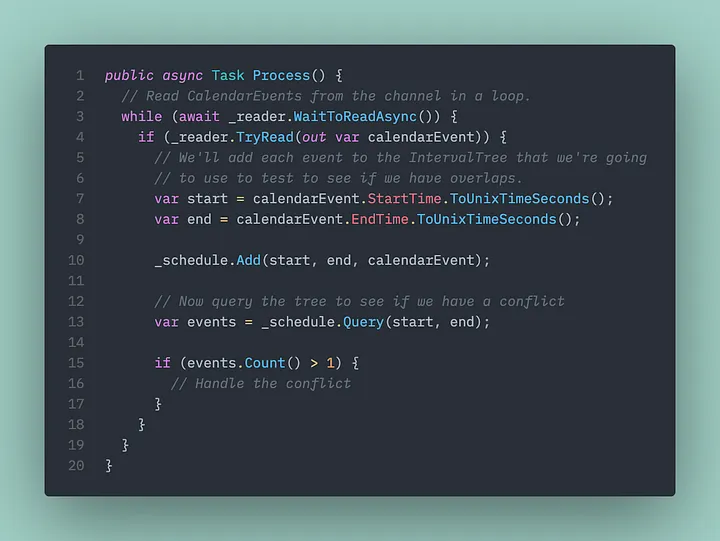 1 public async Task Process() {
2   // Read CalendarEvents from the channel in a loop.
3   while (await _reader.WaitToReadAsync()) {
4     if (_reader.TryRead(out var calendarEvent)) {
5       // We'll add each event to the IntervalTree that we're going
6       // to use to test to see if we have overlaps.
7       var start = calendarEvent.StartTime.ToUnixTimeSeconds();
8       var end = calendarEvent.EndTime.ToUnixTimeSeconds();
9
10       _schedule.Add(start, end, calendarEvent);
11
12       // Now query the tree to see if we have a conflict
13       var events = _schedule.Query(start, end);
14
15       if (events.Count() > 1) {
16         // Handle the conflict
17       }
18     }
19   }
20 }